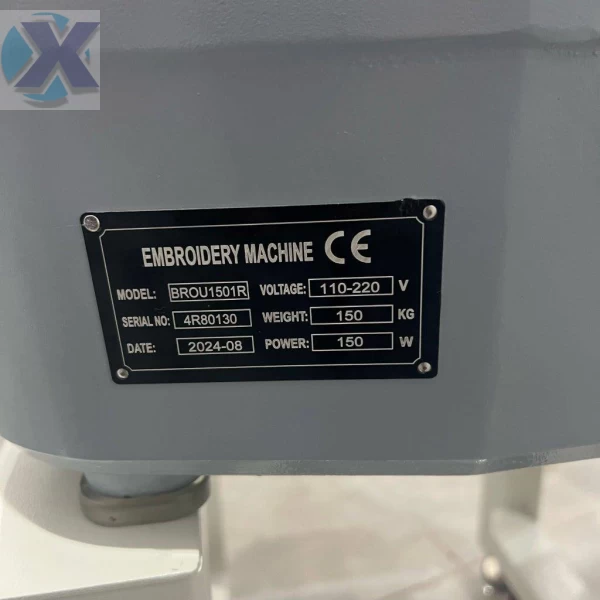 X
EMBROIDERY MACHINE CE
MODEL: BROU1501R VOLTAGE: 110-220 V
SERIAL NO: 4R80130 WEIGHT: 150 KG
DATE: 2024-08 POWER: 150 W